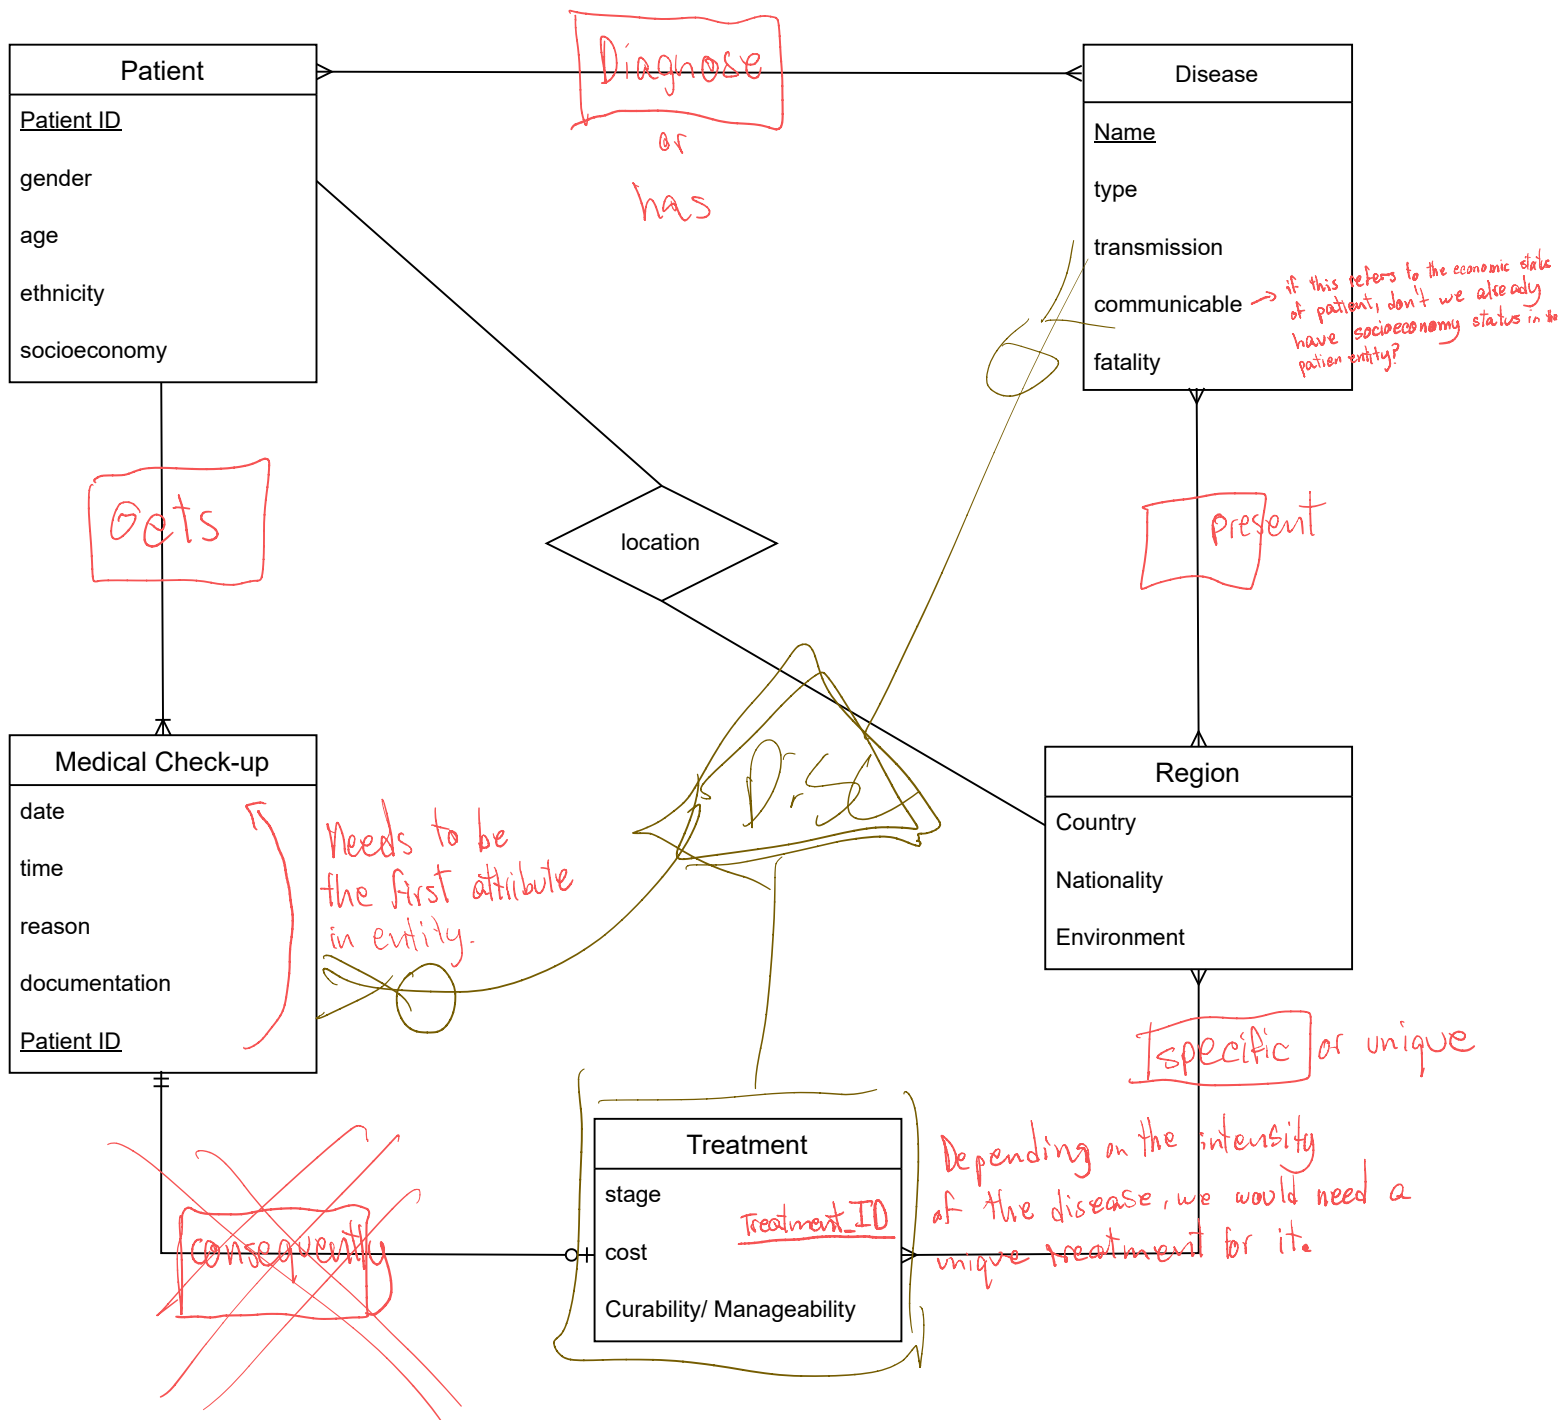 Diagnose
or
has
Patient
Patient ID
gender
age
ethnicity
socioeconomy
Disease
Name
type
transmission
communicable
fatality
if this refers to the economic state
of patient, don't we already
have socioeconomy status in the
patien entity?
Gets
location
present
Medical Check-up
date
time
reason
documentation
Patient ID
Needs to be
the first attribute
in entity.
Region
Country
Nationality
Environment
specific or unique
Treatment
stage
cost
Curability/ Manageability
Treatment_ID
Depending on the intensity
of the disease, we would need a
unique treatment for it.
consequently